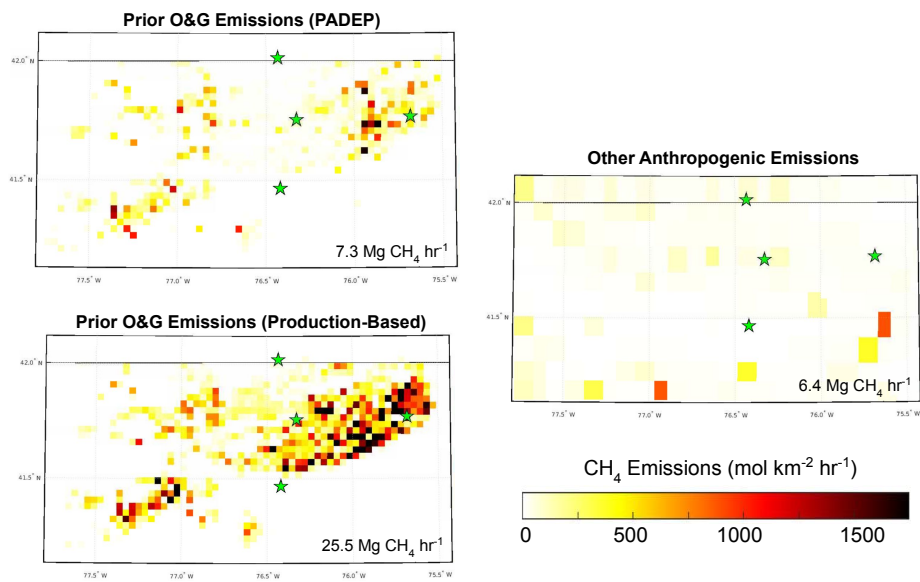 Prior O&G Emissions (PADEP)
42.0° N
41.5° N
7.3 Mg CH₄ hr⁻¹
77.5° W 77.0° W 76.5° W 76.0° W 75.5° W
Prior O&G Emissions (Production-Based)
42.0° N
41.5° N
25.5 Mg CH₄ hr⁻¹
77.5° W 77.0° W 76.5° W 76.0° W 75.5° W
Other Anthropogenic Emissions
42.0° N
41.5° N
6.4 Mg CH₄ hr⁻¹
77.5° W 77.0° W 76.5° W 76.0° W 75.5° W
CH₄ Emissions (mol km⁻² hr⁻¹)
0 500 1000 1500